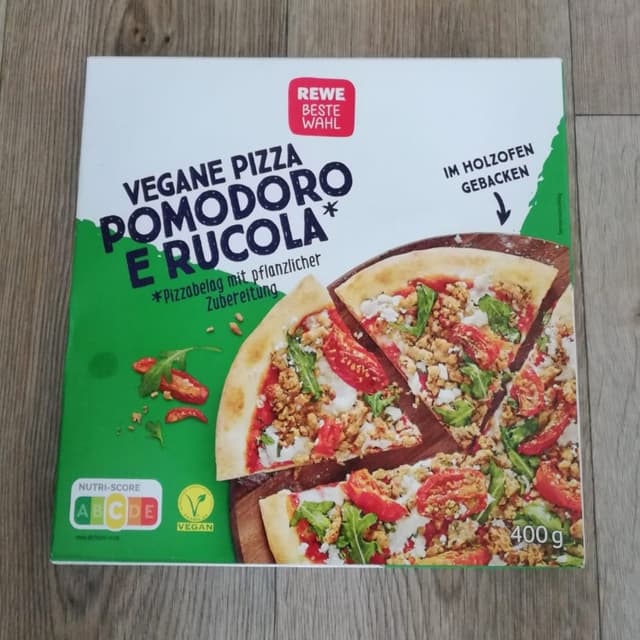 REWE
BESTE
WAHL
VEGANE PIZZA
POMODORO
E RUCOLA*
*Pizzabelag mit pflanzlicher
Zubereitung
IM HOLZOFEN
GEBACKEN
NUTRI-SCORE
A B C D E
V
VEGAN
400 g